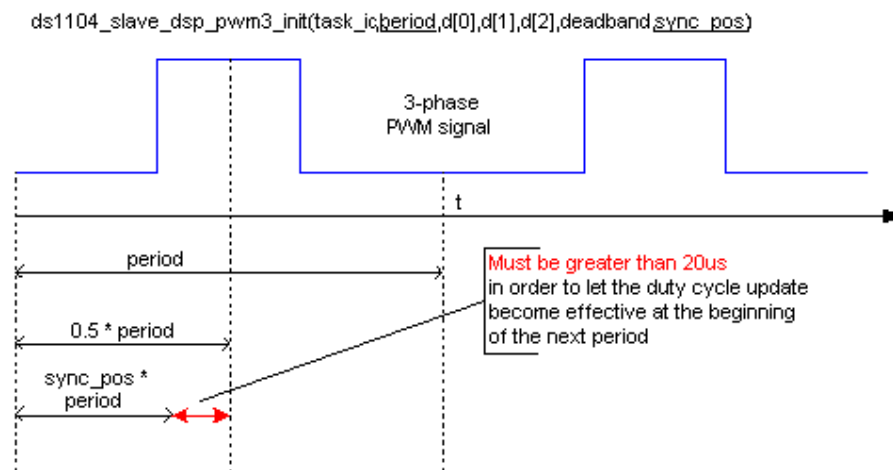 ds1104_slave_dsp_pwm3_init(task_ic,period,d[0],d[1],d[2],deadband,sync_pos)
3-phase
PWM signal
t
period
Must be greater than 20us
in order to let the duty cycle update
become effective at the beginning
of the next period
0.5 * period
sync_pos *
period